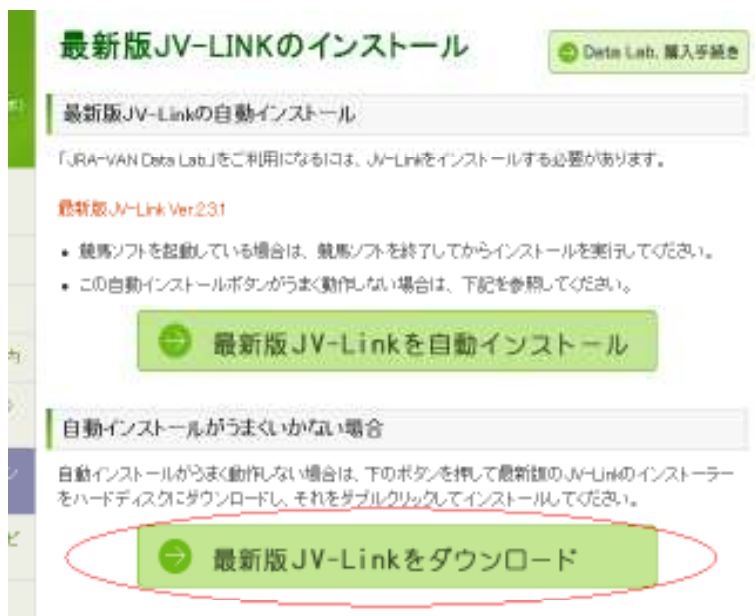 最新版JV-LINKのインストール
Data Lab. 購入手続き
最新版JV-Linkの自動インストール
「JRA-VAN Data Lab.」をご利用になるには、JV-Linkをインストールする必要があります。
最新版JV-Link Ver2.3.1
• 競馬ソフトを起動している場合は、競馬ソフトを終了してからインストールを実行してください。
• この自動インストールボタンがうまく動作しない場合は、下記を参照してください。
最新版JV-Linkを自動インストール
自動インストールがうまくいかない場合
自動インストールがうまく動作しない場合は、下のボタンを押して最新版のJV-Linkのインストーラー
をハードディスクにダウンロードし、それをダブルクリックしてインストールしてください。
最新版JV-Linkをダウンロード